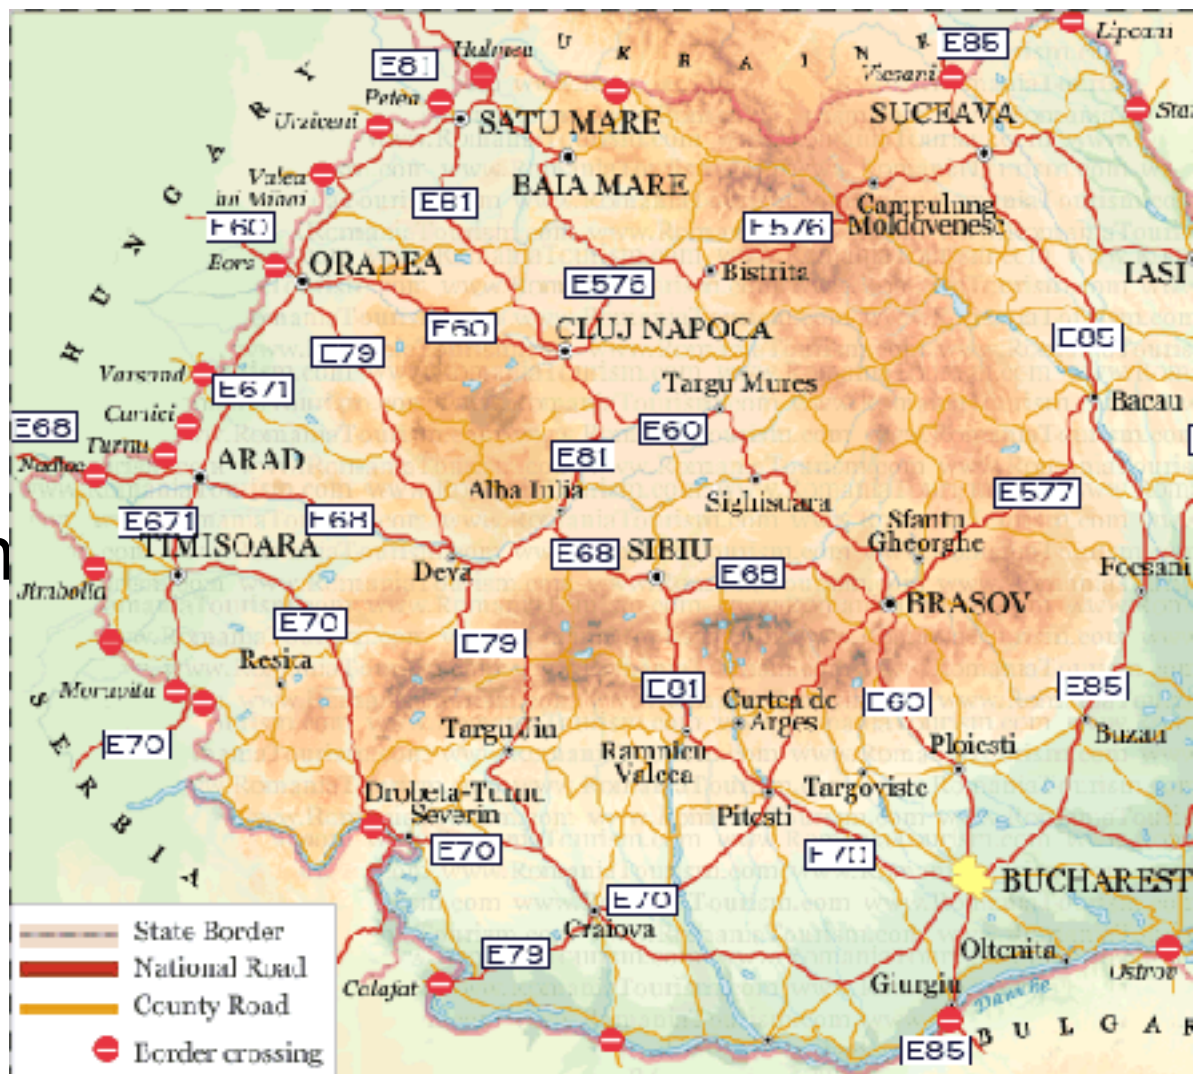 E81
Halmeu
UKRAINE
E85
Lipcani
Petea
Vicsani
Urziceni
SATU MARE
SUCEAVA
Valea
lui Mihai
BAIA MARE
E81
HUNGARY
E60
E576
Campulung
Moldovenesc
Bors
ORADEA
Bistrita
IASI
E576
E60
CLUJ NAPOCA
E85
E79
Varsand
E671
Targu Mures
Curtici
Bacau
E68
Turnu
E60
Nadlac
ARAD
E81
Alba Iulia
Sighisoara
E577
E671
E68
Sfantu
Gheorghe
TIMISOARA
E68
SIBIU
E68
Deva
Focsani
Jimbolia
BRASOV
E70
E79
Resita
Moravita
E81
Curtea de
Arges
E60
E85
E70
Targu Jiu
Ramnicu
Valcea
Ploiesti
Buzau
SERBIA
Drobeta-Turnu
Severin
Targoviste
Pitesti
E70
E70
BUCHAREST
E70
Craiova
State Border
National Road
County Road
Border crossing
E79
Calafat
Oltenita
Ostrov
Giurgiu
Danube
E85
BULGAR
www.RomaniaTourism.com